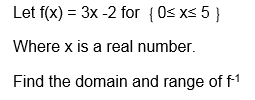 Let f(x) = 3x -2 for { 0≤ x≤ 5 }
Where x is a real number.
Find the domain and range of f⁻¹